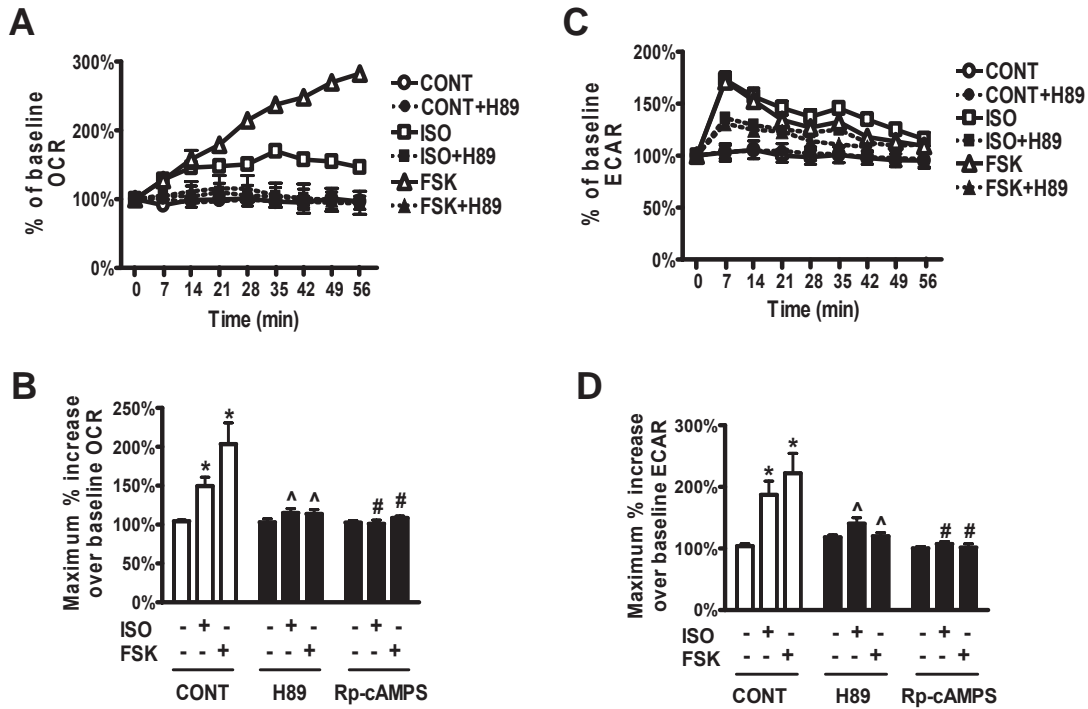 A
300%
200%
100%
0%
% of baseline
OCR
0 7 14 21 28 35 42 49 56
Time (min)
CONT
CONT+H89
ISO
ISO+H89
FSK
FSK+H89
C
200%
150%
100%
50%
0%
% of baseline
ECAR
0 7 14 21 28 35 42 49 56
Time (min)
CONT
CONT+H89
ISO
ISO+H89
FSK
FSK+H89
B
250%
200%
150%
100%
50%
0%
Maximum % increase
over baseline OCR
* * ^ ^ # #
ISO - + - - + - - + -
FSK - - + - - + - - +
CONT H89 Rp-cAMPS
D
300%
200%
100%
0%
Maximum % increase
over baseline ECAR
* * ^ ^ # #
ISO - + - - + - - + -
FSK - - + - - + - - +
CONT H89 Rp-cAMPS